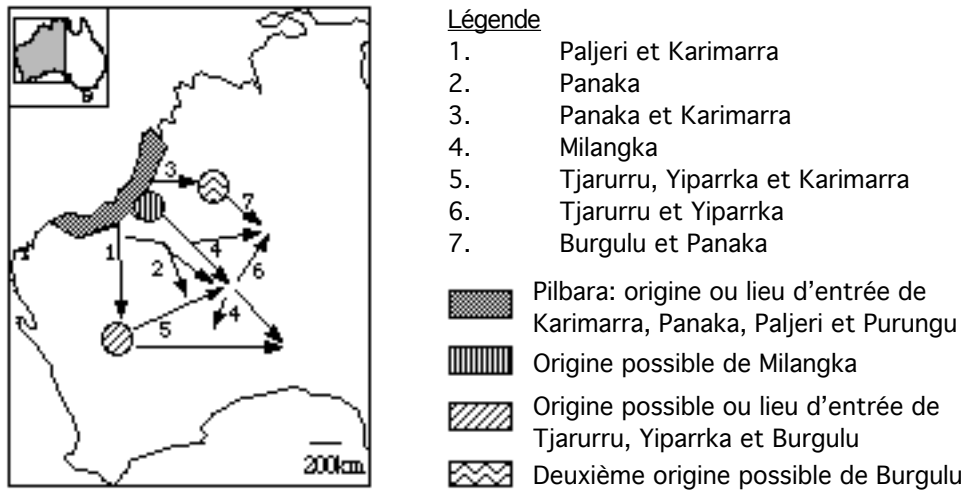 3
7
1
2
4
6
5
4
200km
Légende
1. Paljeri et Karimarra
2. Panaka
3. Panaka et Karimarra
4. Milangka
5. Tjarurru, Yiparrka et Karimarra
6. Tjarurru et Yiparrka
7. Burgulu et Panaka
Pilbara: origine ou lieu d'entrée de
Karimarra, Panaka, Paljeri et Purungu
Origine possible de Milangka
Origine possible ou lieu d'entrée de
Tjarurru, Yiparrka et Burgulu
Deuxième origine possible de Burgulu